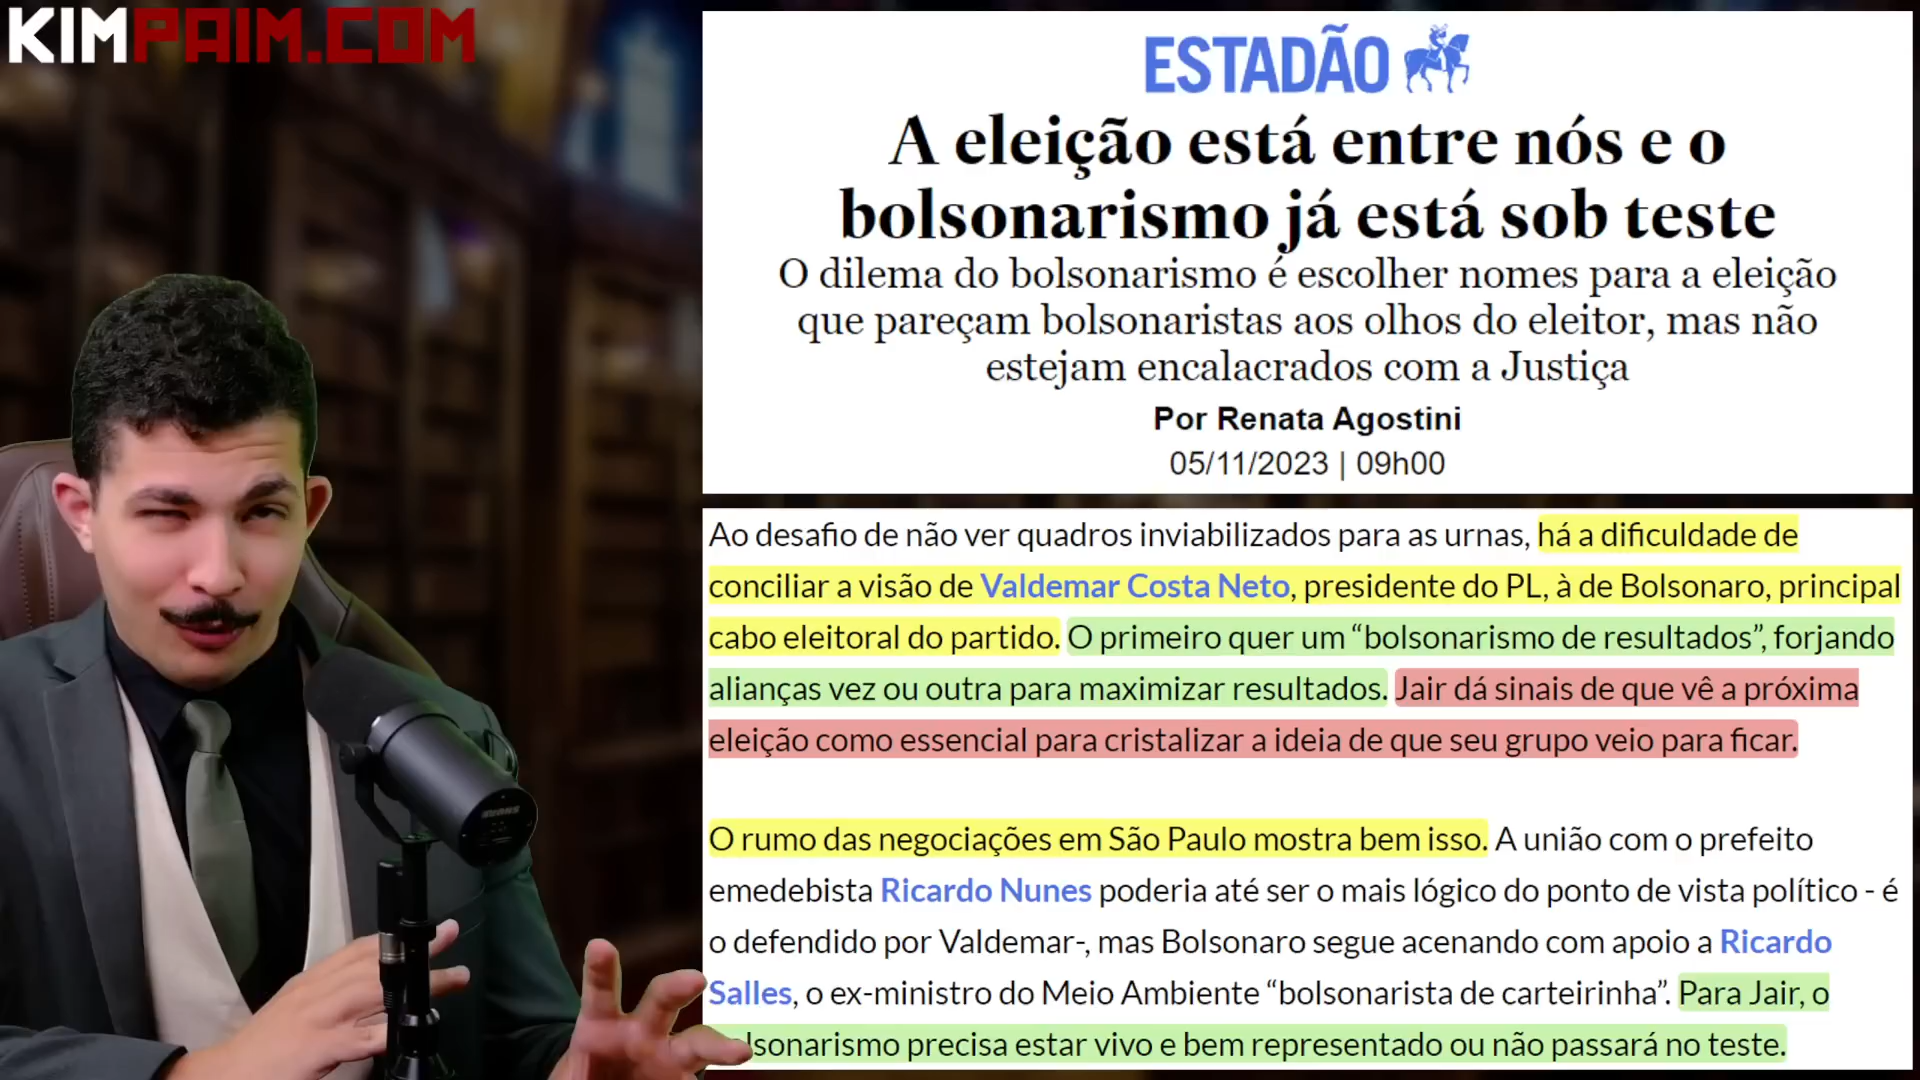 KIMPAIM.COM
ESTADÃO
A eleição está entre nós e o
bolsonarismo já está sob teste
O dilema do bolsonarismo é escolher nomes para a eleição
que pareçam bolsonaristas aos olhos do eleitor, mas não
estejam encalacrados com a Justiça
Por Renata Agostini
05/11/2023 | 09h00
Ao desafio de não ver quadros inviabilizados para as urnas, há a dificuldade de
conciliar a visão de Valdemar Costa Neto, presidente do PL, à de Bolsonaro, principal
cabo eleitoral do partido. O primeiro quer um “bolsonarismo de resultados”, forjando
alianças vez ou outra para maximizar resultados. Jair dá sinais de que vê a próxima
eleição como essencial para cristalizar a ideia de que seu grupo veio para ficar.
O rumo das negociações em São Paulo mostra bem isso. A união com o prefeito
emedebista Ricardo Nunes poderia até ser o mais lógico do ponto de vista político - é
o defendido por Valdemar-, mas Bolsonaro segue acenando com apoio a Ricardo
Salles, o ex-ministro do Meio Ambiente “bolsonarista de carteirinha”. Para Jair, o
bolsonarismo precisa estar vivo e bem representado ou não passará no teste.